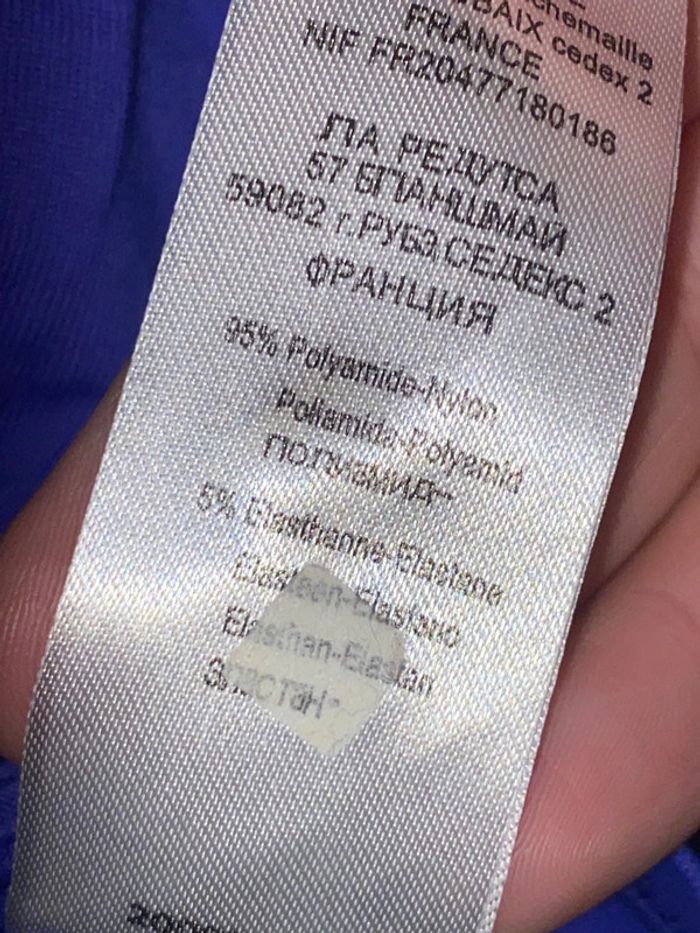 chemaille
BAIX cedex 2
FRANCE
NIF FR20477180186
ЛА РЕДУТСА
57 БЛАНШМАЙ
59082 г.РУБЭ,СЕДЕКС 2
ФРАНЦИЯ
95% Polyamide-Nylon
Poliamida-Polyamid
полиамид-
5% Elasthanne-Elastane
Elasteen-Elastano
Elasthan-Elastan
Эластан-